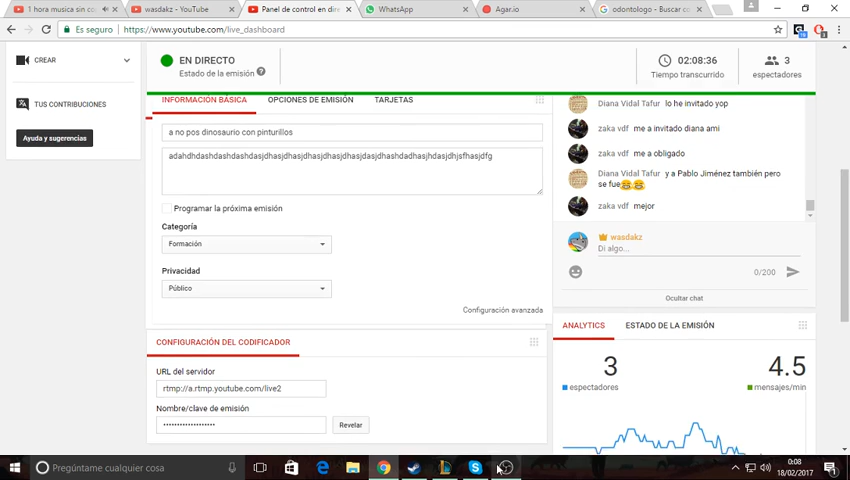 1 hora musica sin co
wasdakz - YouTube
Panel de control en dire
WhatsApp
Agar.io
odontologo - Buscar co
Es seguro
https://www.youtube.com/live_dashboard
CREAR
TUS CONTRIBUCIONES
Ayuda y sugerencias
EN DIRECTO
Estado de la emisión
02:08:36
Tiempo transcurrido
3
espectadores
INFORMACIÓN BÁSICA
OPCIONES DE EMISIÓN
TARJETAS
a no pos dinosaurio con pinturillos
adahdhdashdashdashdasjdhasjdhasjdhasjdhasjdhasjdhasdasjdhashdadhasjhdasjdhjsfhasjdfg
Programar la próxima emisión
Categoría
Formación
Privacidad
Público
Configuración avanzada
CONFIGURACIÓN DEL CODIFICADOR
URL del servidor
rtmp://a.rtmp.youtube.com/live2
Nombre/clave de emisión
Revelar
Diana Vidal Tafur lo he invitado yop
zaka vdf me a invitado diana ami
zaka vdf me a obligado
Diana Vidal Tafur y a Pablo Jiménez también pero
se fue😂😂
zaka vdf mejor
wasdakz
Di algo...
0/200
Ocultar chat
ANALYTICS
ESTADO DE LA EMISIÓN
3
espectadores
4.5
mensajes/min
Pregúntame cualquier cosa
0:08
18/02/2017